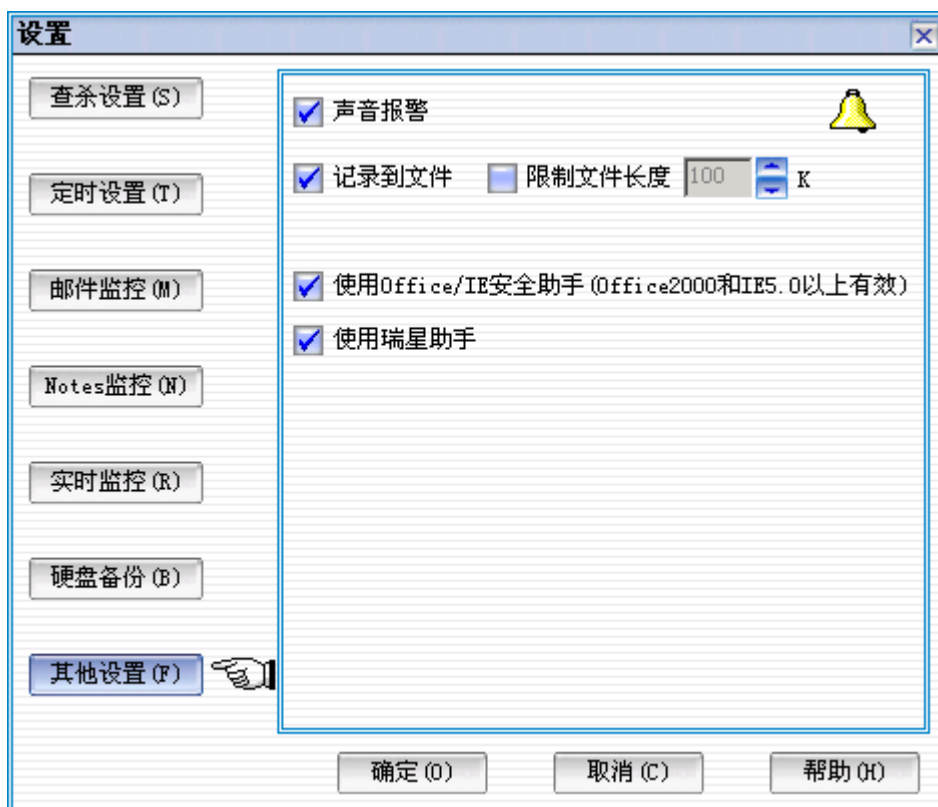 设置
查杀设置(S)
定时设置(T)
邮件监控(M)
Notes监控(N)
实时监控(R)
硬盘备份(B)
其他设置(F)
声音报警
记录到文件 限制文件长度 100 K
使用Office/IE安全助手(Office2000和IE5.0以上有效)
使用瑞星助手
确定(O) 取消(C) 帮助(H)